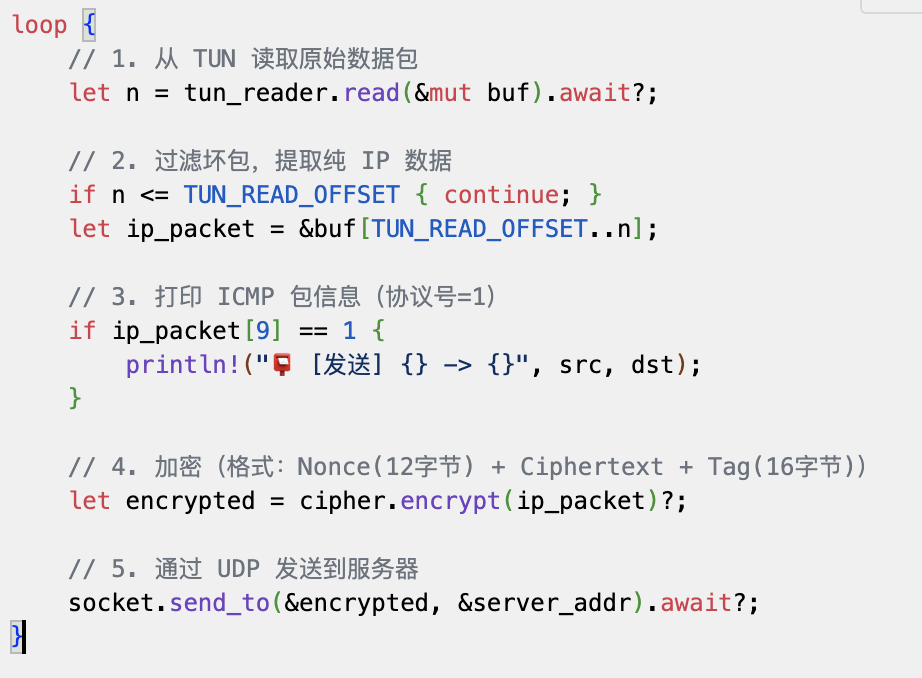 loop {
    // 1. 从 TUN 读取原始数据包
    let n = tun_reader.read(&mut buf).await?;

    // 2. 过滤坏包，提取纯 IP 数据
    if n <= TUN_READ_OFFSET { continue; }
    let ip_packet = &buf[TUN_READ_OFFSET..n];

    // 3. 打印 ICMP 包信息（协议号=1）
    if ip_packet[9] == 1 {
        println!("📮 [发送] {} -> {}", src, dst);
    }

    // 4. 加密（格式：Nonce(12字节) + Ciphertext + Tag(16字节)）
    let encrypted = cipher.encrypt(ip_packet)?;

    // 5. 通过 UDP 发送到服务器
    socket.send_to(&encrypted, &server_addr).await?;
}